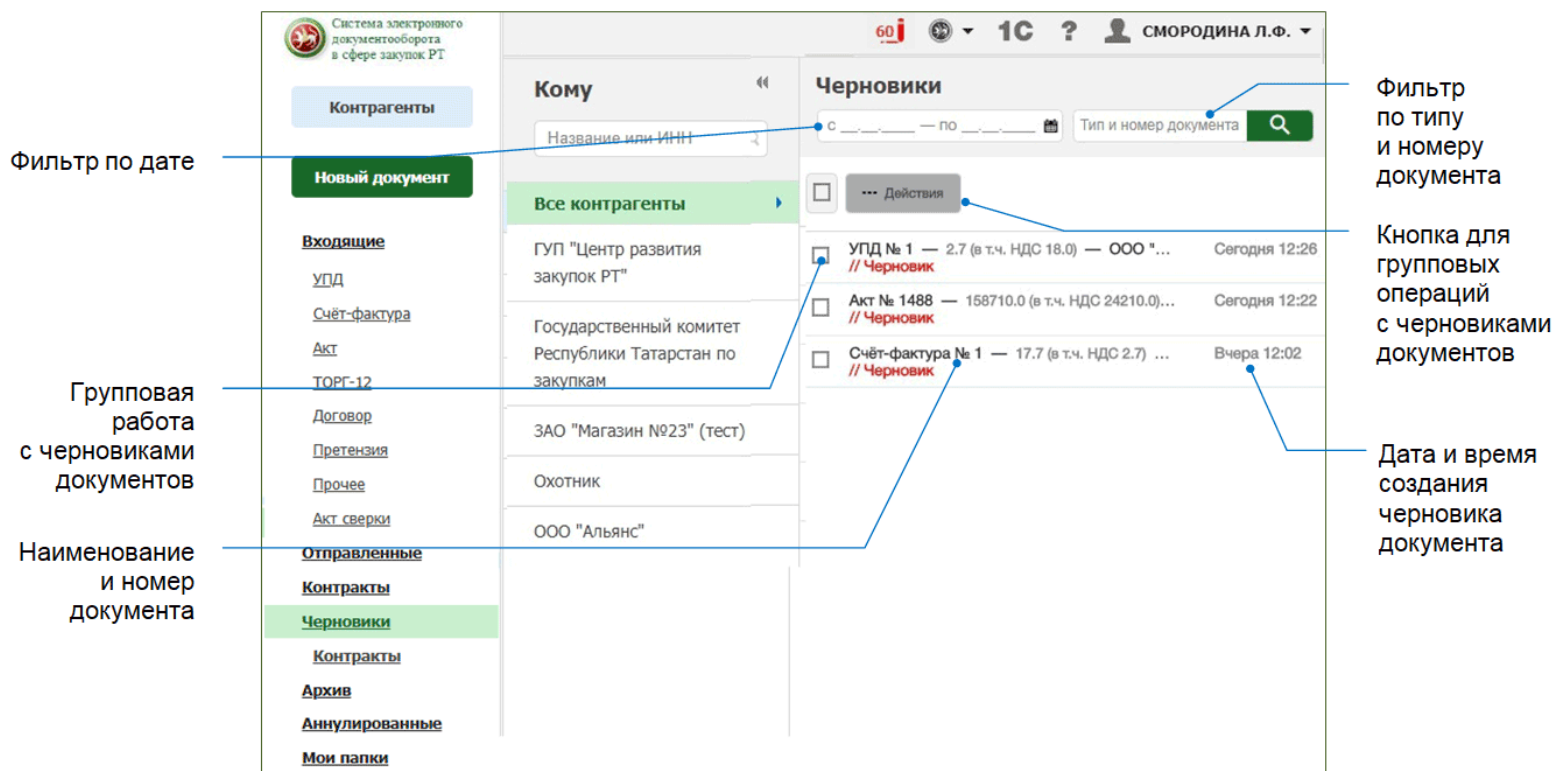 Система электронного
документооборота
в сфере закупок РТ
60
1С
?
СМОРОДИНА Л.Ф.
Контрагенты
Новый документ
Входящие
УПД
Счёт-фактура
Акт
ТОРГ-12
Договор
Претензия
Прочее
Акт сверки
Отправленные
Контракты
Черновики
Контракты
Архив
Аннулированные
Мои папки
Кому
Название или ИНН
Все контрагенты
ГУП "Центр развития
закупок РТ"
Государственный комитет
Республики Татарстан по
закупкам
ЗАО "Магазин №23" (тест)
Охотник
ООО "Альянс"
Черновики
с __.__.____ — по __.__.____
Тип и номер документа
··· Действия
УПД № 1 — 2.7 (в т.ч. НДС 18.0) — ООО "... Сегодня 12:26
// Черновик
Акт № 1488 — 158710.0 (в т.ч. НДС 24210.0)... Сегодня 12:22
// Черновик
Счёт-фактура № 1 — 17.7 (в т.ч. НДС 2.7) ... Вчера 12:02
// Черновик
Фильтр по дате
Групповая
работа
с черновиками
документов
Наименование
и номер
документа
Фильтр
по типу
и номеру
документа
Кнопка для
групповых
операций
с черновиками
документов
Дата и время
создания
черновика
документа